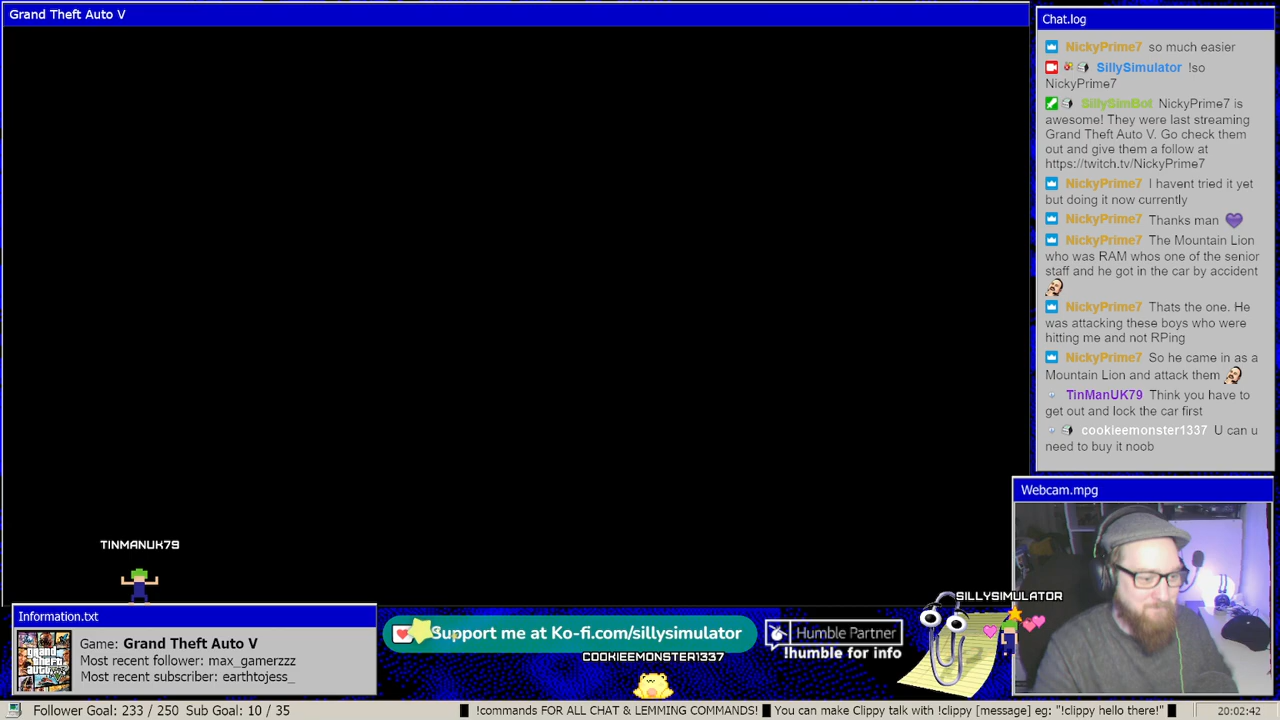 Grand Theft Auto V
Chat.log
NickyPrime7 so much easier
SillySimulator !so
NickyPrime7
SillySimBot NickyPrime7 is
awesome! They were last streaming
Grand Theft Auto V. Go check them
out and give them a follow at
https://twitch.tv/NickyPrime7
NickyPrime7 I havent tried it yet
but doing it now currently
NickyPrime7 Thanks man
NickyPrime7 The Mountain Lion
who was RAM whos one of the senior
staff and he got in the car by accident
NickyPrime7 Thats the one. He
was attacking these boys who were
hitting me and not RPing
NickyPrime7 So he came in as a
Mountain Lion and attack them
TinManUK79 Think you have to
get out and lock the car first
cookieemonster1337 U can u
need to buy it noob
Webcam.mpg
TINMANUK79
SILLYSIMULATOR
Information.txt
grand theft auto
Game: Grand Theft Auto V
Most recent follower: max_gamerzzz
Most recent subscriber: earthtojess_
Support me at Ko-fi.com/sillysimulator
COOKIEEMONSTER1337
Humble Partner
!humble for info
Follower Goal: 233 / 250 Sub Goal: 10 / 35
!commands FOR ALL CHAT & LEMMING COMMANDS! You can make Clippy talk with !clippy [message] eg: "!clippy hello there!"
20:02:42